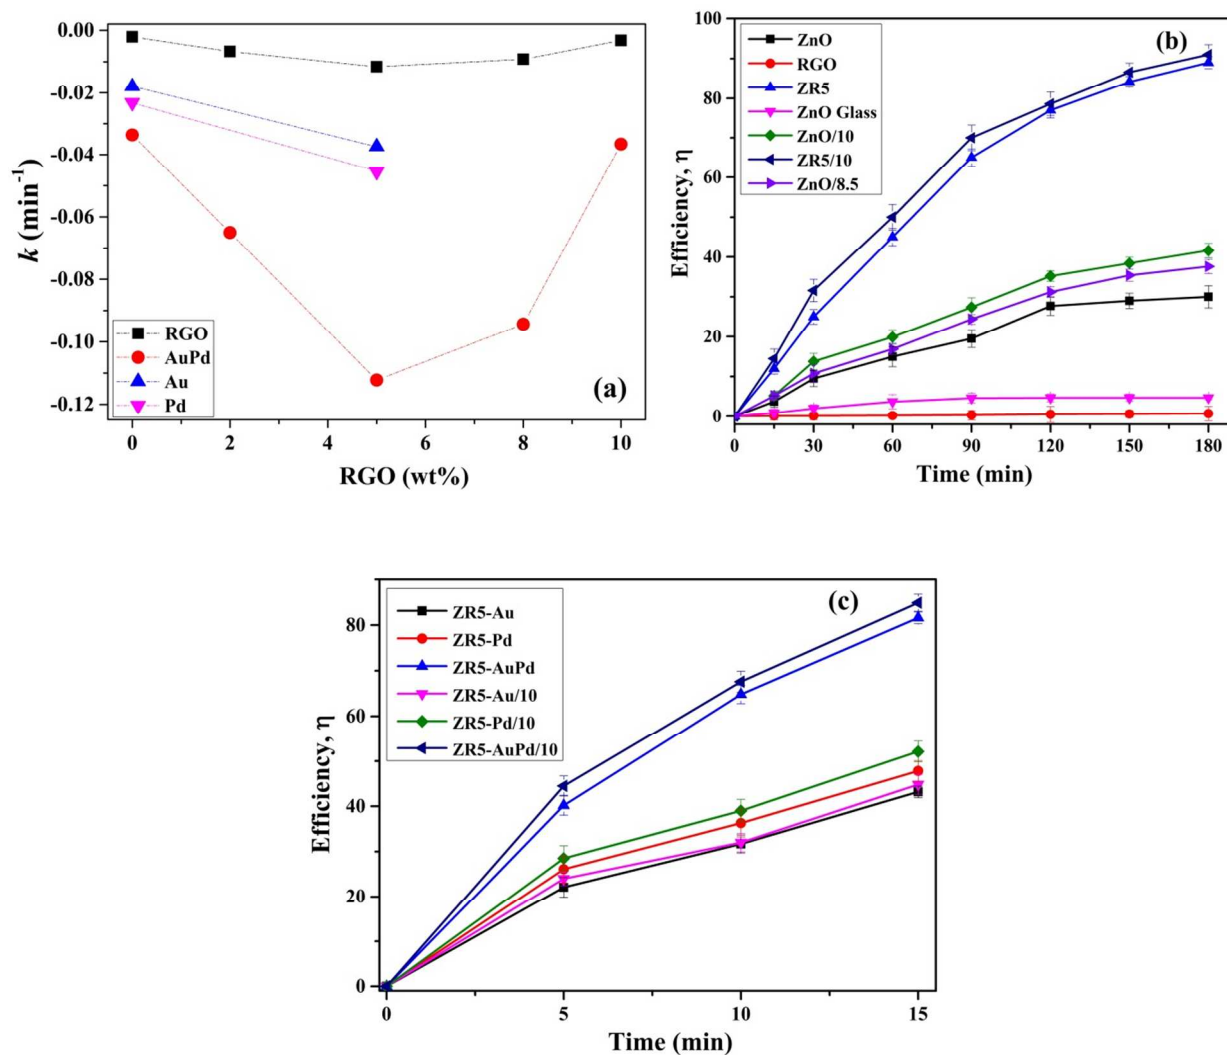 0.00
-0.02
-0.04
-0.06
-0.08
-0.10
-0.12
k (min⁻¹)
RGO
AuPd
Au
Pd
(a)
0 2 4 6 8 10
RGO (wt%)
100
80
60
40
20
0
Efficiency, η
ZnO
RGO
ZR5
ZnO Glass
ZnO/10
ZR5/10
ZnO/8.5
(b)
0 30 60 90 120 150 180
Time (min)
80
60
40
20
0
Efficiency, η
ZR5-Au
ZR5-Pd
ZR5-AuPd
ZR5-Au/10
ZR5-Pd/10
ZR5-AuPd/10
(c)
0 5 10 15
Time (min)